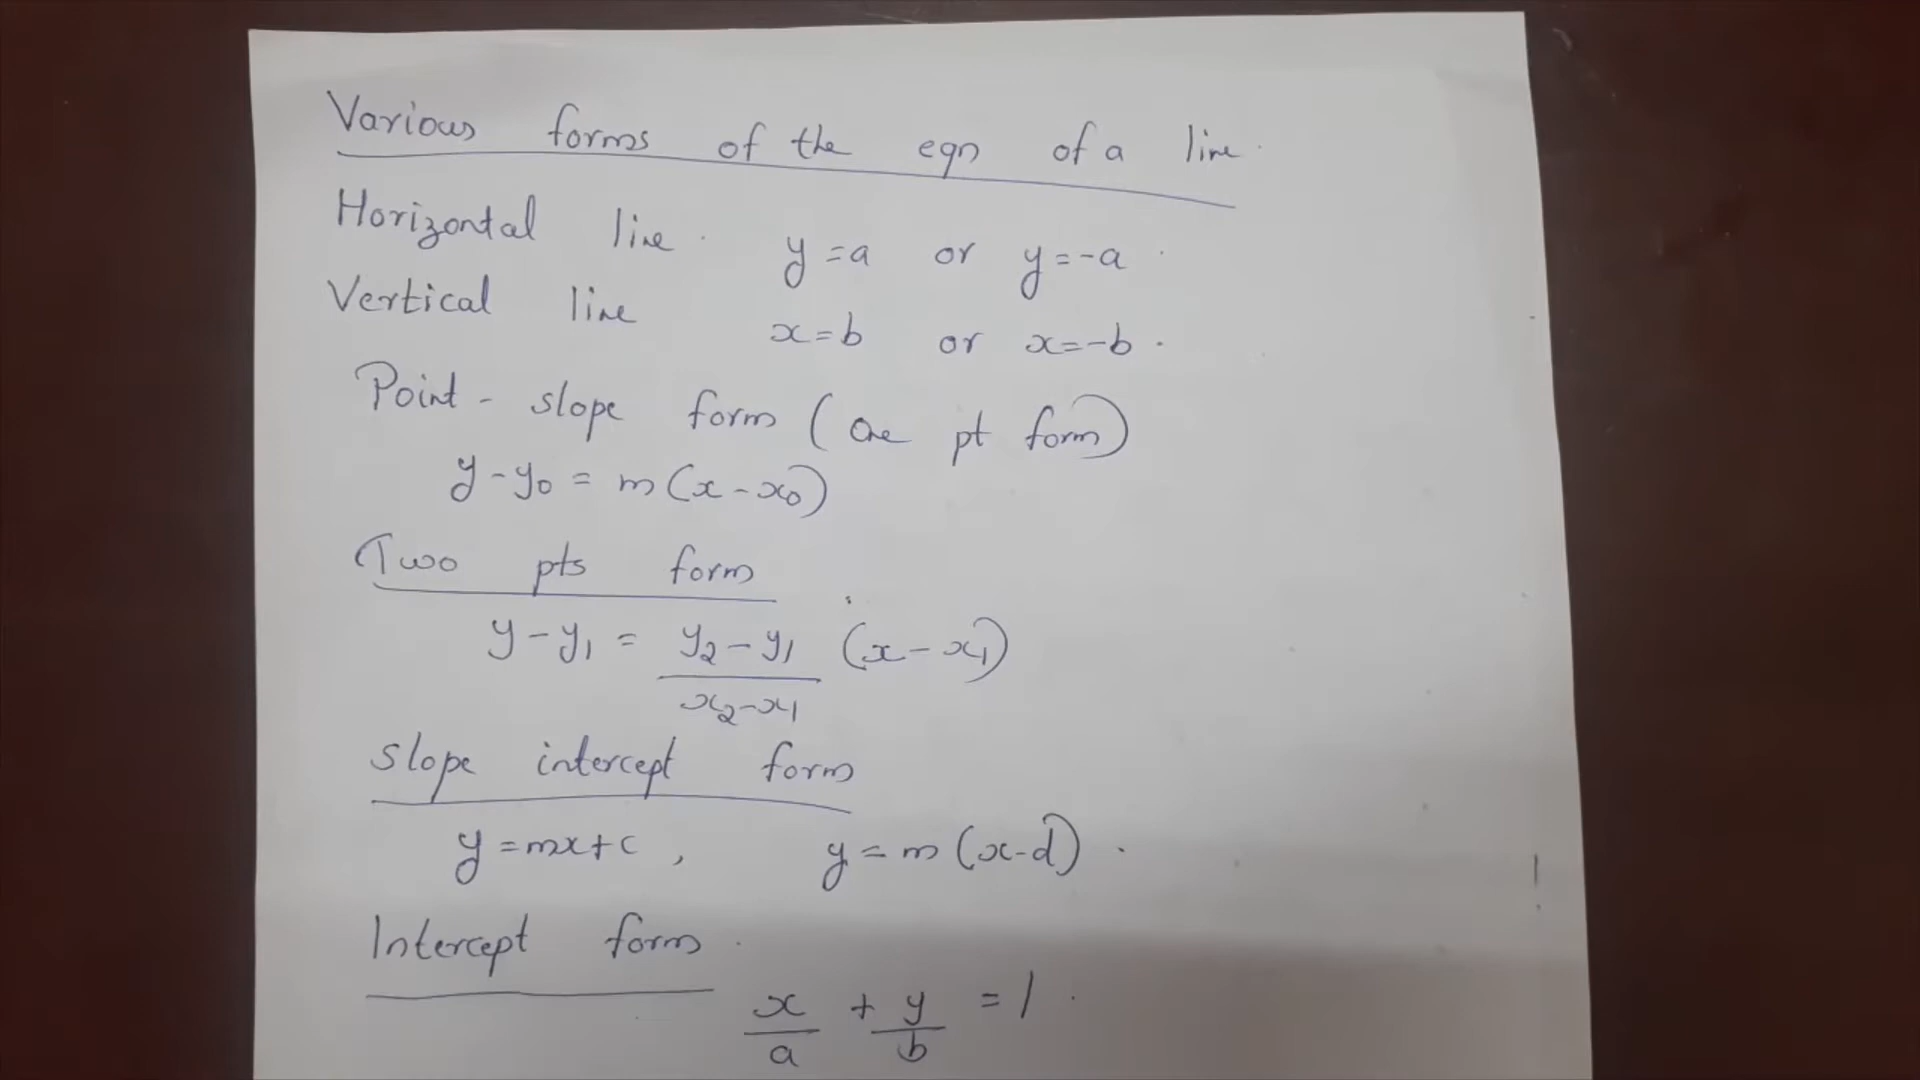 Various forms of the eqn of a line.
Horizontal line. y=a or y=-a.
Vertical line x=b or x=-b.
Point-slope form (One pt form)
y-y₀ = m(x-x₀)
Two pts form
y-y₁ = (y₂-y₁)/(x₂-x₁) (x-x₁)
Slope intercept form
y=mx+c, y=m(x-d).
Intercept form.
x/a + y/b = 1.